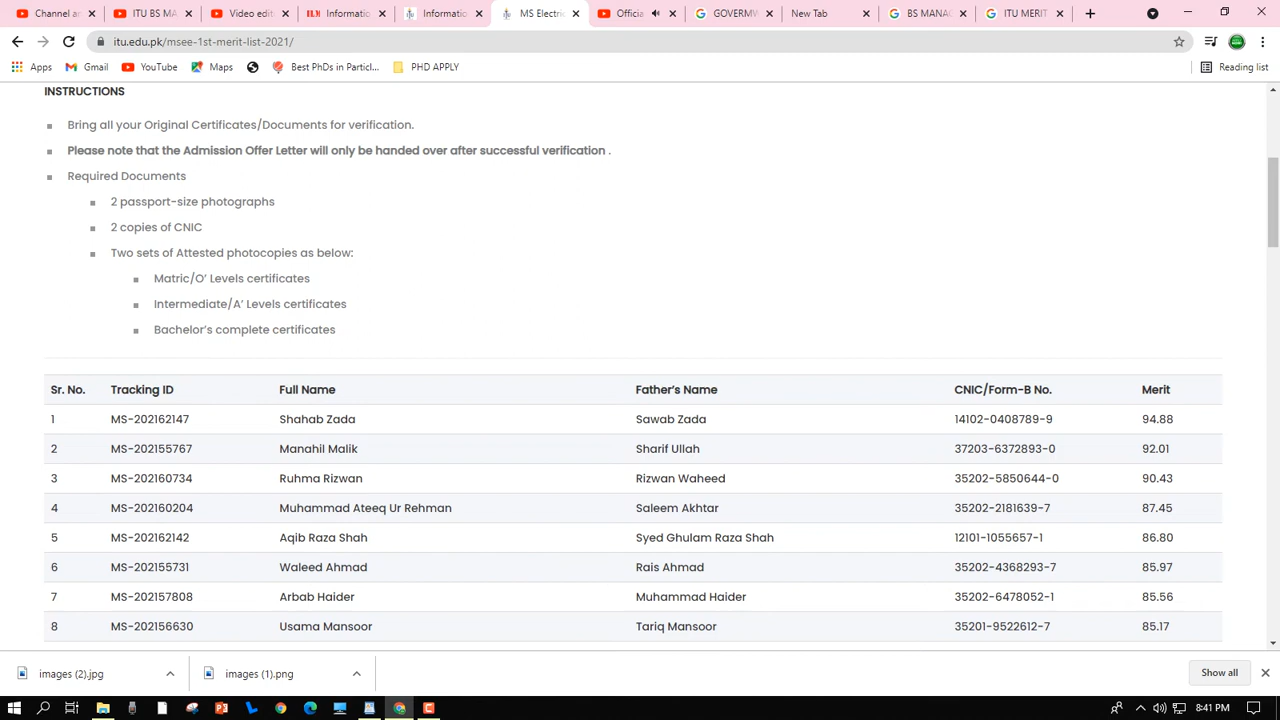 Channel an
ITU BS MA
Video edit
Informatio
Informatio
MS Electric
Official
GOVERMV
New Tab
BS MANAG
ITU MERIT
itu.edu.pk/msee-1st-merit-list-2021/
Apps Gmail YouTube Maps Best PhDs in Particl... PHD APPLY Reading list
INSTRUCTIONS
Bring all your Original Certificates/Documents for verification.
Please note that the Admission Offer Letter will only be handed over after successful verification .
Required Documents
2 passport-size photographs
2 copies of CNIC
Two sets of Attested photocopies as below:
Matric/O’ Levels certificates
Intermediate/A’ Levels certificates
Bachelor’s complete certificates
Sr. No. Tracking ID Full Name Father’s Name CNIC/Form-B No. Merit
1 MS-202162147 Shahab Zada Sawab Zada 14102-0408789-9 94.88
2 MS-202155767 Manahil Malik Sharif Ullah 37203-6372893-0 92.01
3 MS-202160734 Ruhma Rizwan Rizwan Waheed 35202-5850644-0 90.43
4 MS-202160204 Muhammad Ateeq Ur Rehman Saleem Akhtar 35202-2181639-7 87.45
5 MS-202162142 Aqib Raza Shah Syed Ghulam Raza Shah 12101-1055657-1 86.80
6 MS-202155731 Waleed Ahmad Rais Ahmad 35202-4368293-7 85.97
7 MS-202157808 Arbab Haider Muhammad Haider 35202-6478052-1 85.56
8 MS-202156630 Usama Mansoor Tariq Mansoor 35201-9522612-7 85.17
images (2).jpg images (1).png Show all
8:41 PM